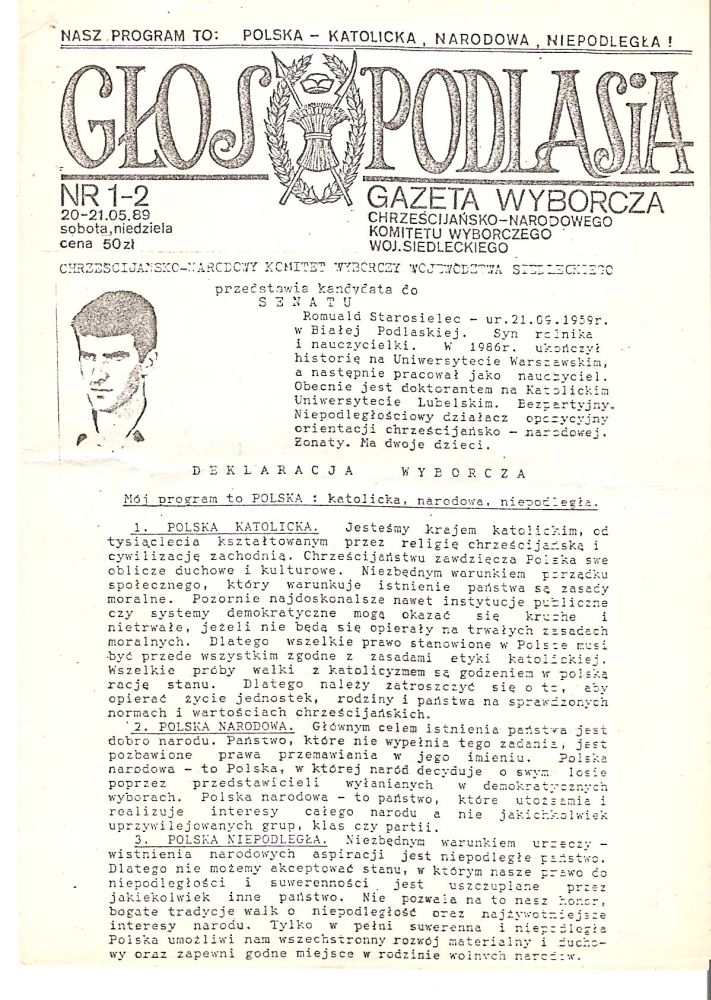 NASZ PROGRAM TO: POLSKA - KATOLICKA, NARODOWA, NIEPODLEGŁA!
GŁOS PODLASIA
NR 1-2
20-21.05.89
sobota, niedziela
cena 50 zł
GAZETA WYBORCZA
CHRZEŚCIJAŃSKO-NARODOWEGO
KOMITETU WYBORCZEGO
WOJ. SIEDLECKIEGO
CHRZEŚCIJAŃSKO-NARODOWY KOMITET WYBORCZY WOJEWÓDZTWA SIEDLECKIEGO
przedstawia kandydata do
S E N A T U
Romuald Starosielec - ur.21.09.1959r.
w Białej Podlaskiej. Syn rolnika
i nauczycielki. W 1986r. ukończył
historię na Uniwersytecie Warszawskim,
a następnie pracował jako nauczyciel.
Obecnie jest doktorantem na Katolickim
Uniwersytecie Lubelskim. Bezpartyjny.
Niepodległościowy działacz opozycyjny
orientacji chrześcijańsko - narodowej.
Żonaty. Ma dwoje dzieci.
D E K L A R A C J A W Y B O R C Z A
Mój program to POLSKA : katolicka, narodowa, niepodległa.
1. POLSKA KATOLICKA. Jesteśmy krajem katolickim, od
tysiąclecia kształtowanym przez religię chrześcijańską i
cywilizację zachodnią. Chrześcijaństwu zawdzięcza Polska swe
oblicze duchowe i kulturowe. Niezbędnym warunkiem porządku
społecznego, który warunkuje istnienie państwa są zasady
moralne. Pozornie najdoskonalsze nawet instytucje publiczne
czy systemy demokratyczne mogą okazać się kruche i
nietrwałe, jeżeli nie będą się opierały na trwałych zasadach
moralnych. Dlatego wszelkie prawo stanowione w Polsce musi
być przede wszystkim zgodne z zasadami etyki katolickiej.
Wszelkie próby walki z katolicyzmem są godzeniem w polską
rację stanu. Dlatego należy zatroszczyć się o to, aby
opierać życie jednostek, rodziny i państwa na sprawdzonych
normach i wartościach chrześcijańskich.
2. POLSKA NARODOWA. Głównym celem istnienia państwa jest
dobro narodu. Państwo, które nie wypełnia tego zadania, jest
pozbawione prawa przemawiania w jego imieniu. Polska
narodowa - to Polska, w której naród decyduje o swym losie
poprzez przedstawicieli wyłanianych w demokratycznych
wyborach. Polska narodowa - to państwo, które utożsamia i
realizuje interesy całego narodu a nie jakichkolwiek
uprzywilejowanych grup, klas czy partii.
3. POLSKA NIEPODLEGŁA. Niezbędnym warunkiem urzeczy -
wistnienia narodowych aspiracji jest niepodległe państwo.
Dlatego nie możemy akceptować stanu, w którym nasze prawo do
niepodległości i suwerenności jest uszczuplane przez
jakiekolwiek inne państwo. Nie pozwala na to nasz honor,
bogate tradycje walk o niepodległość oraz najżywotniejsze
interesy narodu. Tylko w pełni suwerenna i niepodległa
Polska umożliwi nam wszechstronny rozwój materialny i ducho-
wy oraz zapewni godne miejsce w rodzinie wolnych narodów.